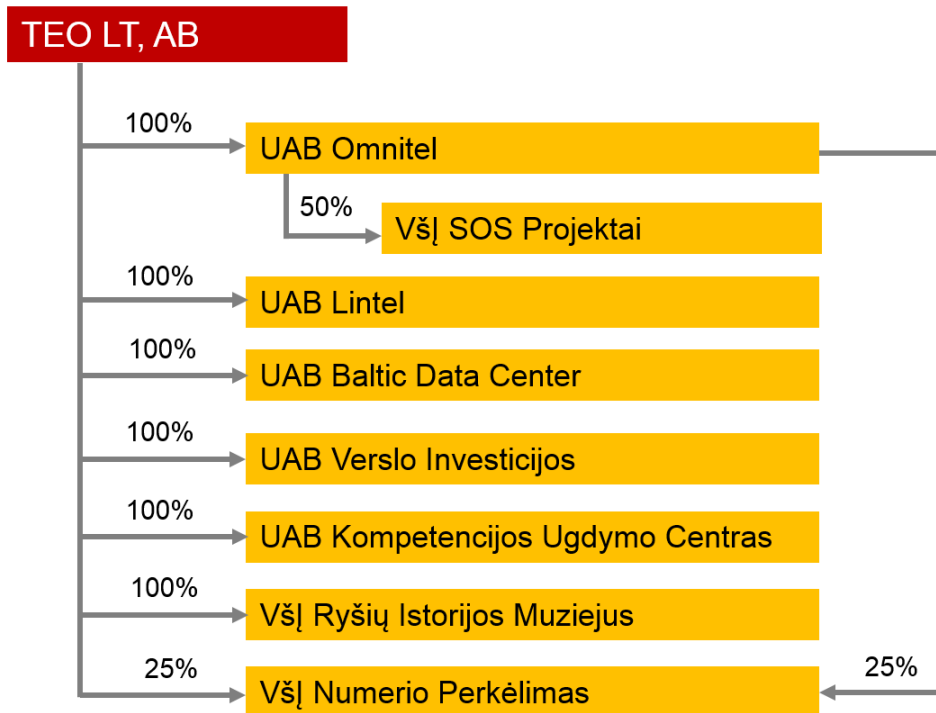 TEO LT, AB
100%
UAB Omnitel
50%
VšĮ SOS Projektai
100%
UAB Lintel
100%
UAB Baltic Data Center
100%
UAB Verslo Investicijos
100%
UAB Kompetencijos Ugdymo Centras
100%
VšĮ Ryšių Istorijos Muziejus
25%
VšĮ Numerio Perkėlimas
25%